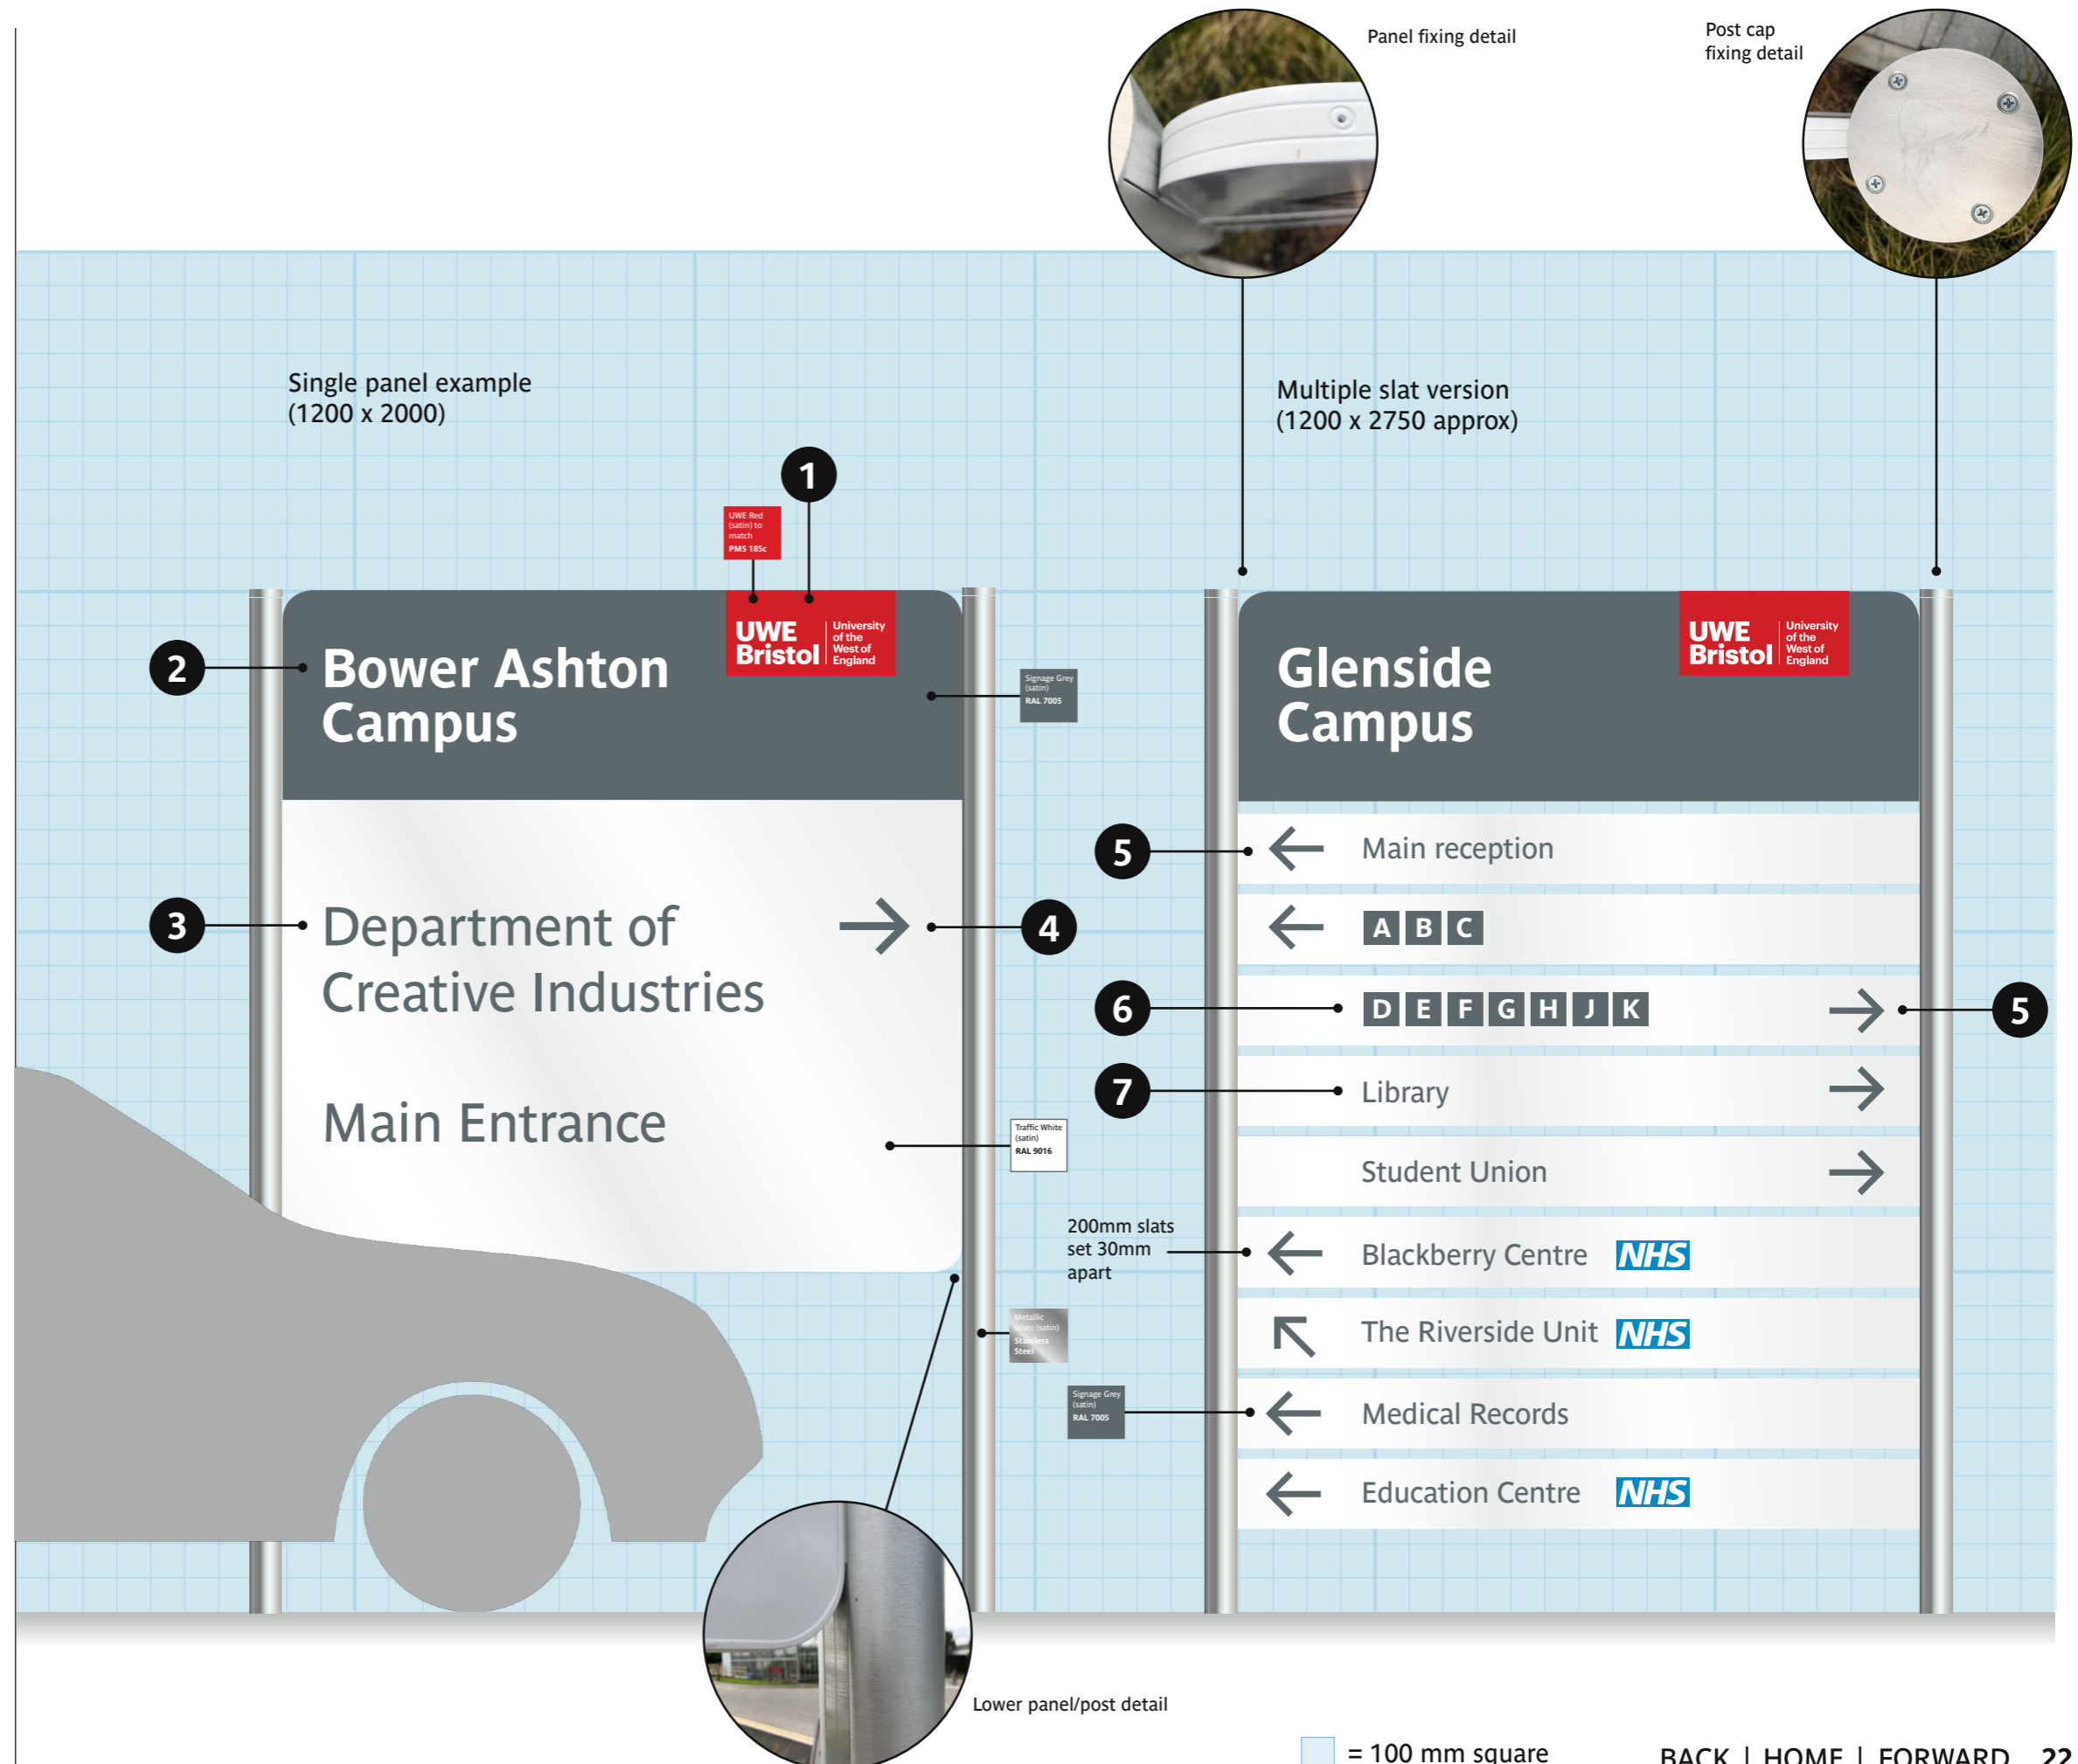 Panel fixing detail
Post cap
fixing detail
Single panel example
(1200 x 2000)
Multiple slat version
(1200 x 2750 approx)
1
UWE Red
(satin) to
match
PMS 185c
2
Bower Ashton
Campus
UWE
Bristol
University
of the
West of
England
Signage Grey
(satin)
RAL 7005
3
Department of
Creative Industries
4
Main Entrance
Traffic White
(satin)
RAL 9016
Metallic
silver (satin)
Stainless
Steel
Lower panel/post detail
Glenside
Campus
UWE
Bristol
University
of the
West of
England
5
Main reception
A B C
6
D E F G H J K
5
7
Library
Student Union
200mm slats
set 30mm
apart
Blackberry Centre NHS
The Riverside Unit NHS
Signage Grey
(satin)
RAL 7005
Medical Records
Education Centre NHS
= 100 mm square
BACK | HOME | FORWARD 22